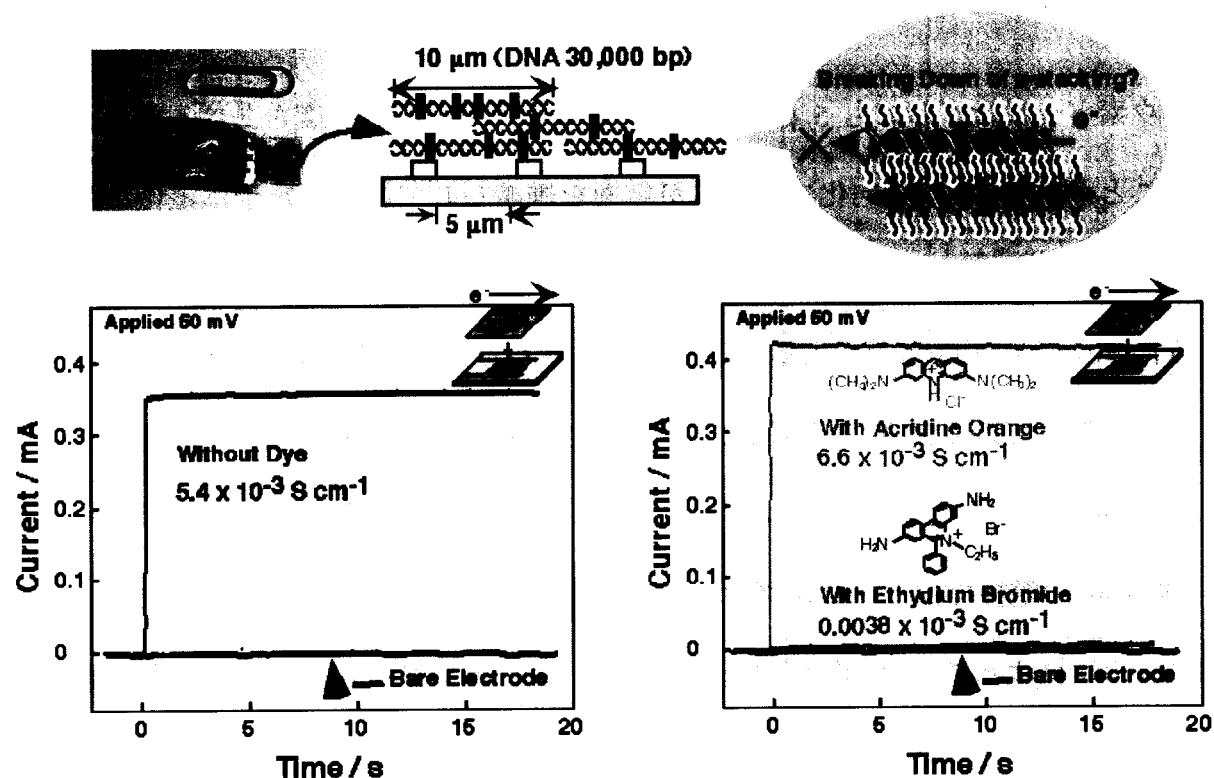 10 µm (DNA 30,000 bp)
5 µm
Breaking Down of π-stacking?
e⁻
e⁻
Applied 50 mV
0.4
0.3
0.2
0.1
0
Current / mA
Without Dye
5.4 x 10⁻³ S cm⁻¹
Bare Electrode
0
5
10
15
20
Time / s
e⁻
Applied 50 mV
0.4
0.3
0.2
0.1
0
Current / mA
(CH₃)₂N
N(CH₃)₂
+
N
H
Cl⁻
With Acridine Orange
6.6 x 10⁻³ S cm⁻¹
NH₂
H₂N
N
+
Br⁻
C₂H₅
With Ethydium Bromide
0.0038 x 10⁻³ S cm⁻¹
Bare Electrode
0
5
10
15
20
Time / s